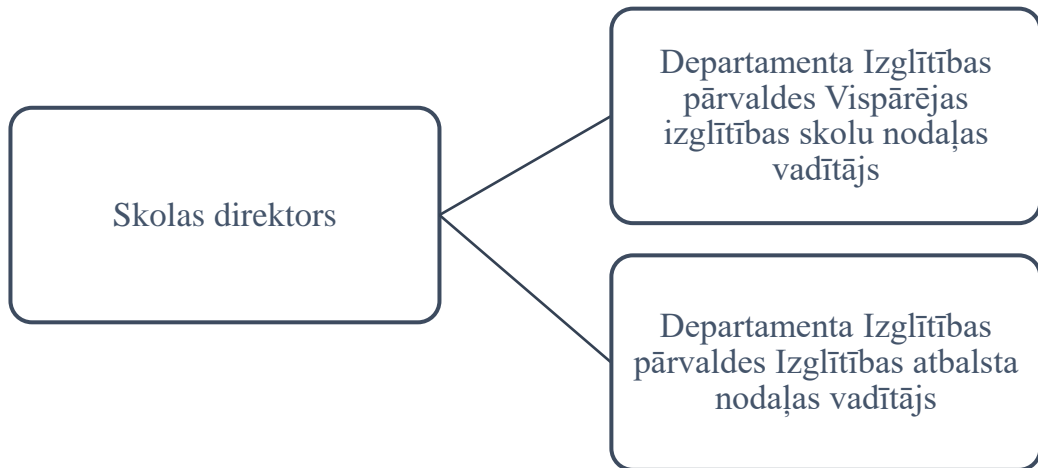 Skolas direktors
Departamenta Izglītības
pārvaldes Vispārējas
izglītības skolu nodaļas
vadītājs
Departamenta Izglītības
pārvaldes Izglītības atbalsta
nodaļas vadītājs